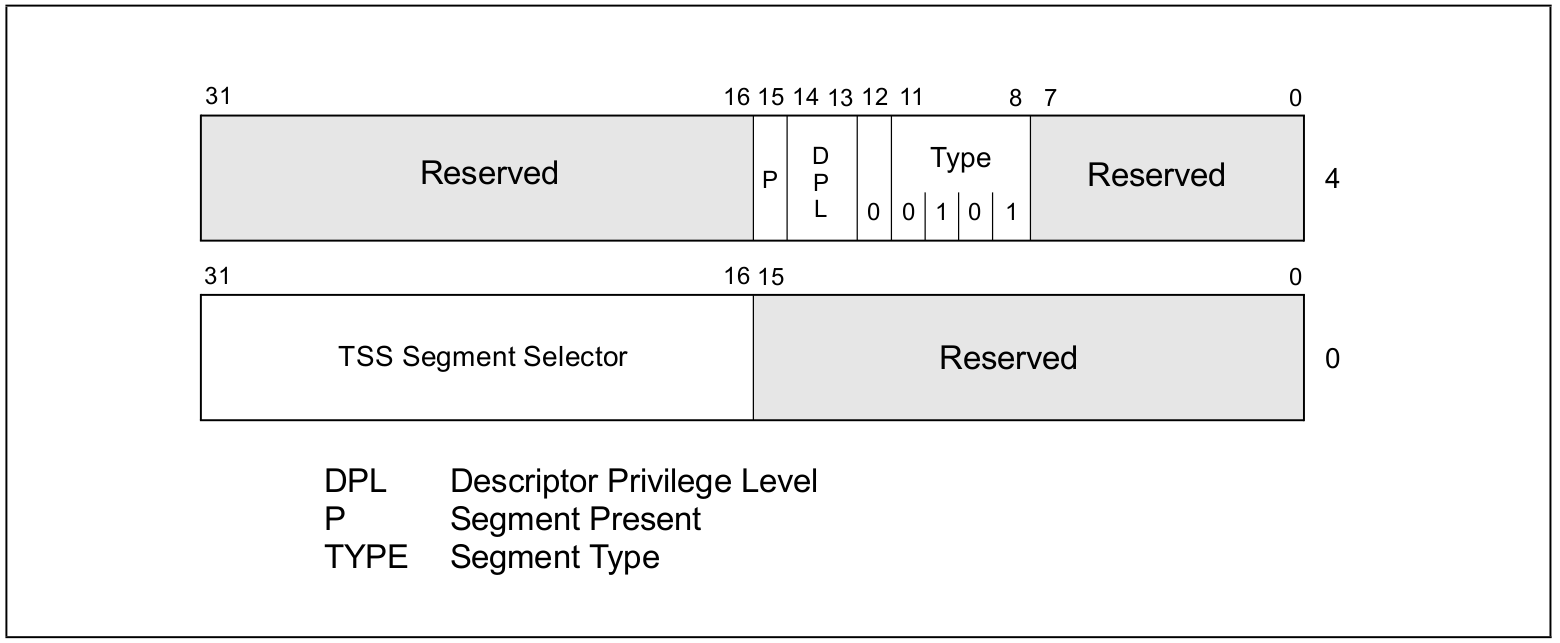 31 16 15 14 13 12 11 8 7 0
Reserved P D P L 0 Type 0 1 0 1 Reserved 4
31 16 15 0
TSS Segment Selector Reserved 0
DPL Descriptor Privilege Level
P Segment Present
TYPE Segment Type